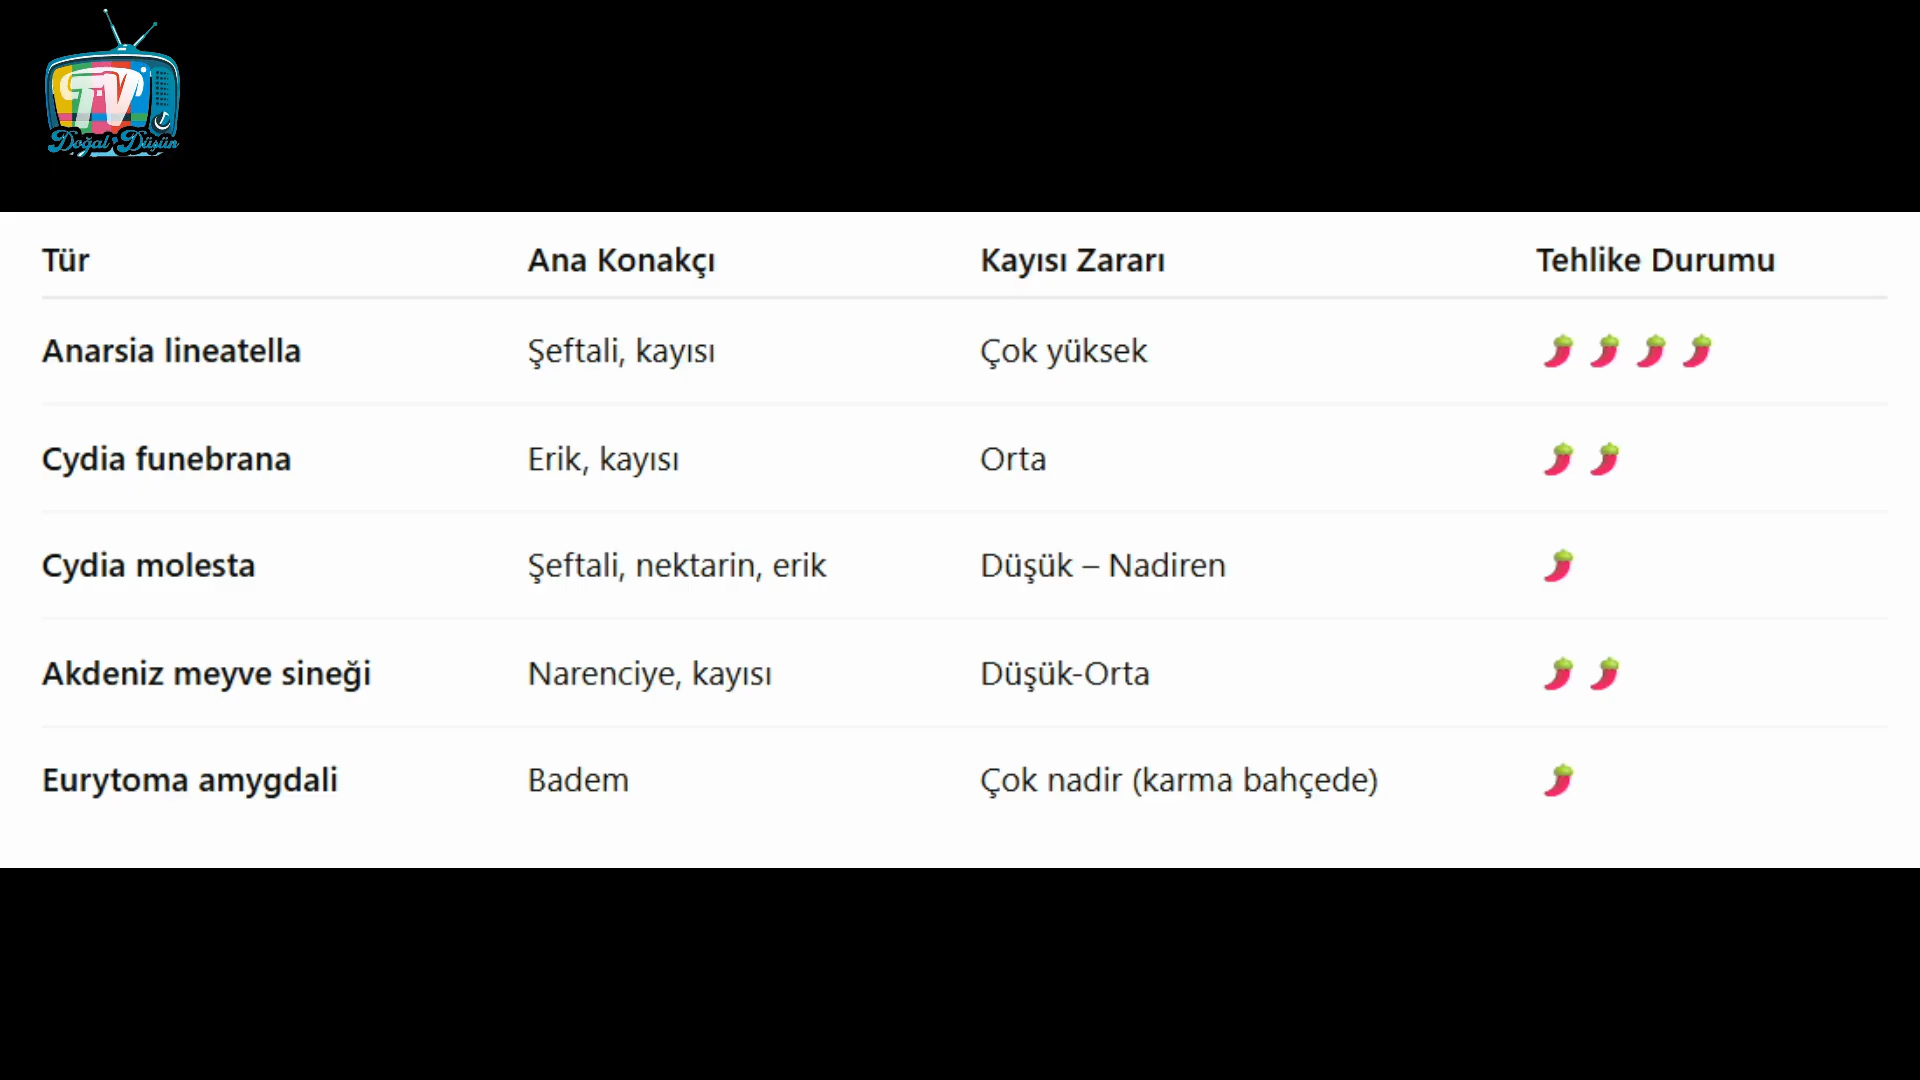 TV
Doğal Düşün
Tür Ana Konakçı Kayısı Zararı Tehlike Durumu
Anarsia lineatella Şeftali, kayısı Çok yüksek
Cydia funebrana Erik, kayısı Orta
Cydia molesta Şeftali, nektarin, erik Düşük – Nadiren
Akdeniz meyve sineği Narenciye, kayısı Düşük-Orta
Eurytoma amygdali Badem Çok nadir (karma bahçede)